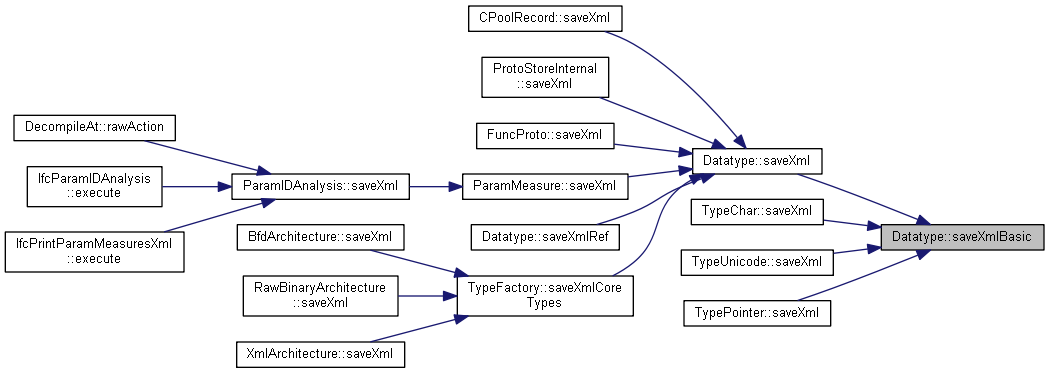 CPoolRecord::saveXml
ProtoStoreInternal
::saveXml
DecompileAt::rawAction
FuncProto::saveXml
Datatype::saveXml
IfcParamIDAnalysis
::execute
ParamIDAnalysis::saveXml
ParamMeasure::saveXml
TypeChar::saveXml
IfcPrintParamMeasuresXml
::execute
BfdArchitecture::saveXml
Datatype::saveXmlRef
Datatype::saveXmlBasic
TypeUnicode::saveXml
RawBinaryArchitecture
::saveXml
TypeFactory::saveXmlCore
Types
TypePointer::saveXml
XmlArchitecture::saveXml